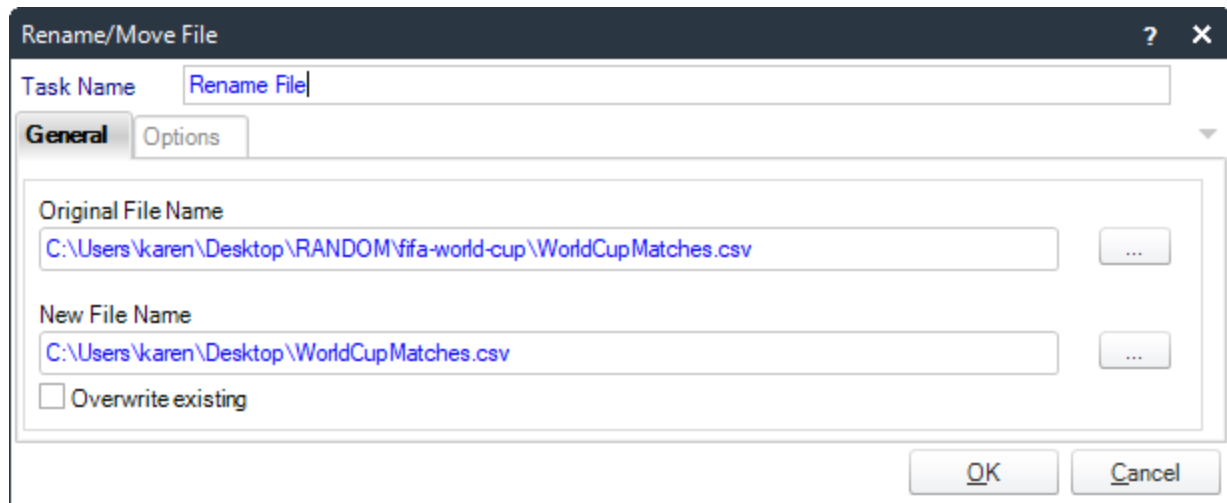 Rename/Move File ? ×
Task Name Rename File
General Options
Original File Name
C:\Users\karen\Desktop\RANDOM\fifa-world-cup\WorldCupMatches.csv ...
New File Name
C:\Users\karen\Desktop\WorldCupMatches.csv ...
Overwrite existing
OK Cancel